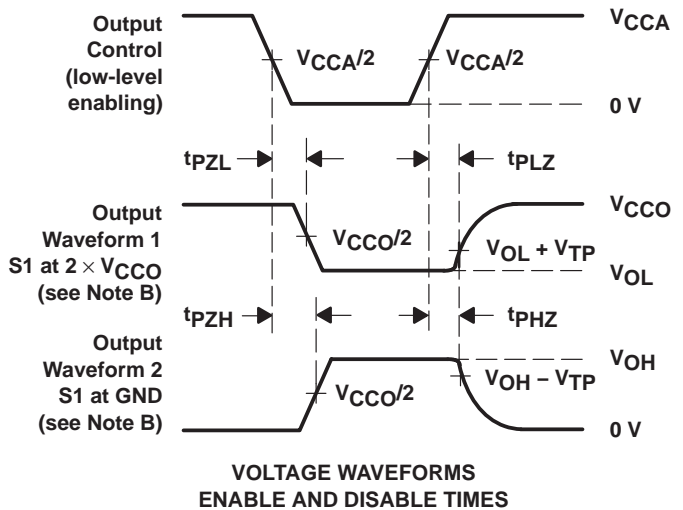 Output
Control
(low-level
enabling)
VCCA/2
VCCA/2
VCCA
0 V
tPZL
tPLZ
Output
Waveform 1
S1 at 2 × VCCO
(see Note B)
VCCO/2
VCCO
VOL + VTP
VOL
tPZH
tPHZ
Output
Waveform 2
S1 at GND
(see Note B)
VCCO/2
VOH
VOH − VTP
0 V
VOLTAGE WAVEFORMS
ENABLE AND DISABLE TIMES